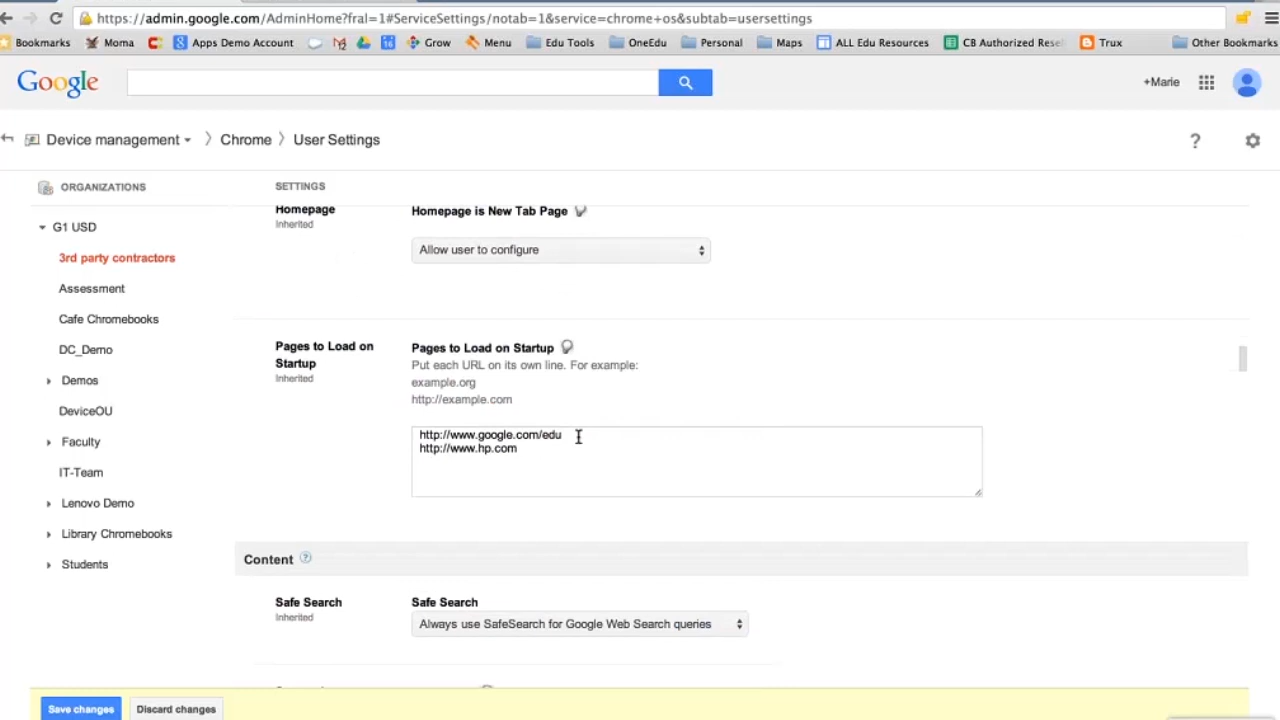 https://admin.google.com/AdminHome?fral=1#ServiceSettings/notab=1&service=chrome+os&subtab=usersettings
Bookmarks Moma Apps Demo Account 16 Grow Menu Edu Tools OneEdu Personal Maps ALL Edu Resources CB Authorized Rese Trux Other Bookmarks
Google +Marie
Device management Chrome User Settings ?
ORGANIZATIONS
G1 USD
3rd party contractors
Assessment
Cafe Chromebooks
DC_Demo
Demos
DeviceOU
Faculty
IT-Team
Lenovo Demo
Library Chromebooks
Students
SETTINGS
Homepage
Inherited
Homepage is New Tab Page
Allow user to configure
Pages to Load on
Startup
Inherited
Pages to Load on Startup
Put each URL on its own line. For example:
example.org
http://example.com
http://www.google.com/edu
http://www.hp.com
Content ?
Safe Search
Inherited
Safe Search
Always use SafeSearch for Google Web Search queries
Save changes Discard changes